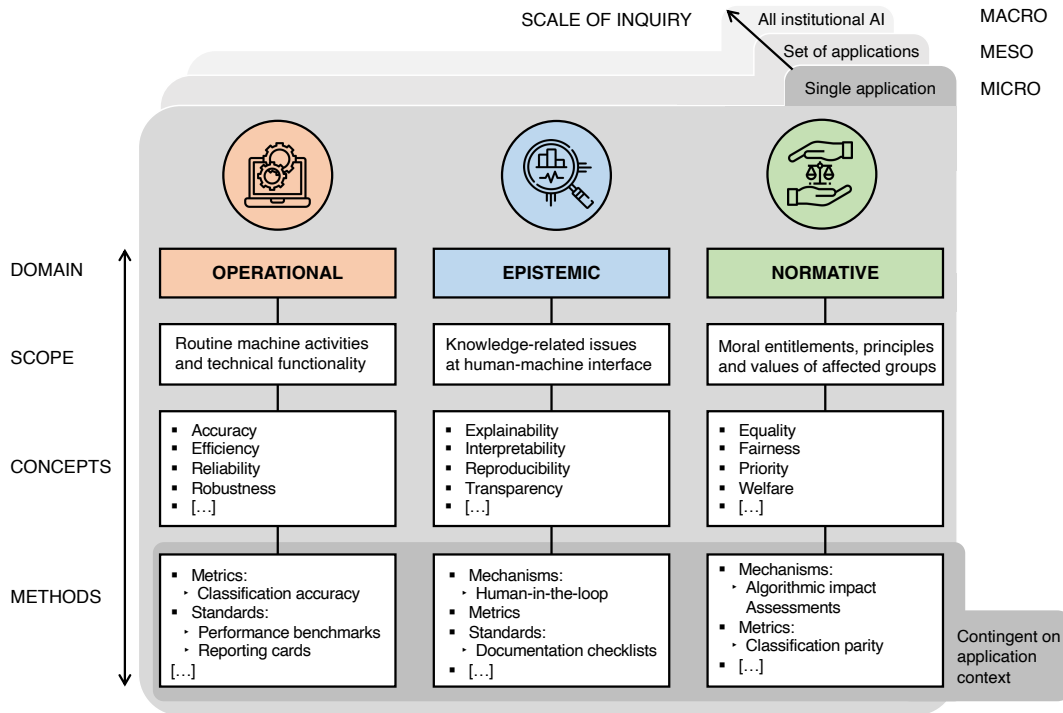 SCALE OF INQUIRY
All institutional AI
MACRO
Set of applications
MESO
Single application
MICRO
DOMAIN
OPERATIONAL
EPISTEMIC
NORMATIVE
SCOPE
Routine machine activities
and technical functionality
Knowledge-related issues
at human-machine interface
Moral entitlements, principles
and values of affected groups
CONCEPTS
▪ Accuracy
▪ Efficiency
▪ Reliability
▪ Robustness
▪ […]
▪ Explainability
▪ Interpretability
▪ Reproducibility
▪ Transparency
▪ […]
▪ Equality
▪ Fairness
▪ Priority
▪ Welfare
▪ […]
METHODS
▪ Metrics:
‣ Classification accuracy
▪ Standards:
‣ Performance benchmarks
‣ Reporting cards
[…]
▪ Mechanisms:
‣ Human-in-the-loop
▪ Metrics
▪ Standards:
‣ Documentation checklists
▪ […]
▪ Mechanisms:
‣ Algorithmic impact
Assessments
▪ Metrics:
‣ Classification parity
▪ […]
Contingent on
application
context